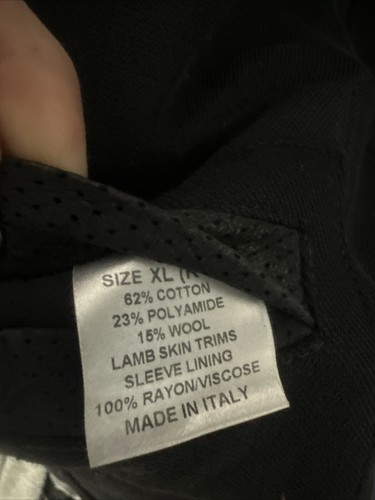 SIZE XL
62% COTTON
23% POLYAMIDE
15% WOOL
LAMB SKIN TRIMS
SLEEVE LINING
100% RAYON/VISCOSE
MADE IN ITALY